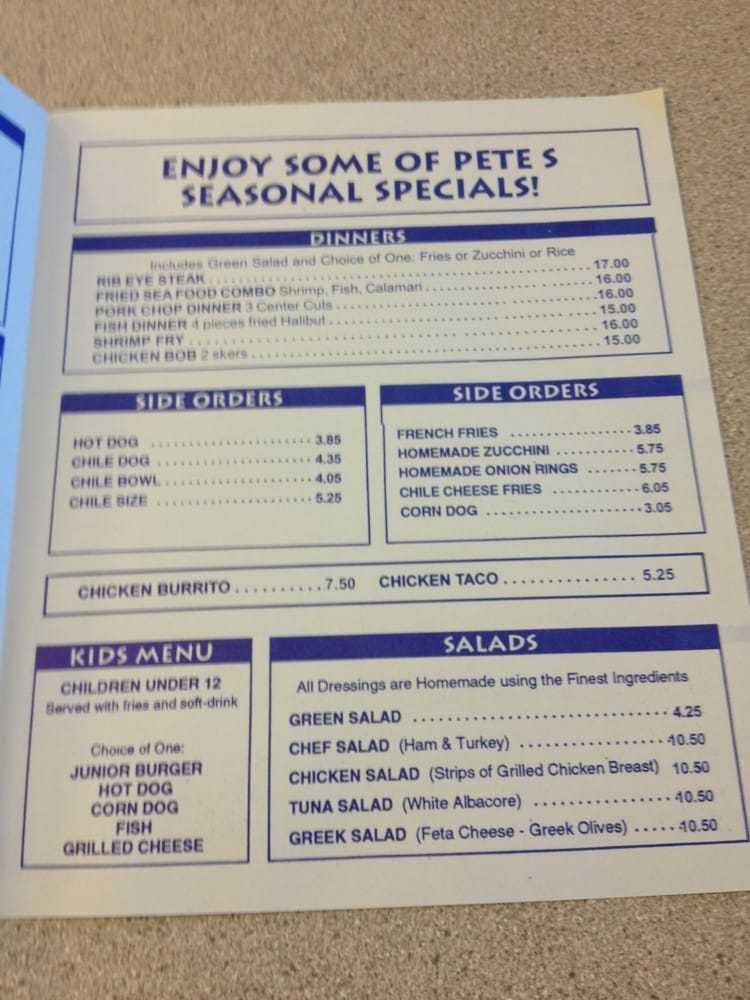 ENJOY SOME OF PETE S
SEASONAL SPECIALS!
DINNERS
Includes Green Salad and Choice of One: Fries or Zucchini or Rice
RIB EYE STEAK 17.00
FRIED SEA FOOD COMBO Shrimp, Fish, Calamari 16.00
PORK CHOP DINNER 3 Center Cuts 16.00
FISH DINNER 4 pieces fried Halibut 15.00
SHRIMP FRY 16.00
CHICKEN BOB 2 skers 15.00
SIDE ORDERS
HOT DOG 3.85
CHILE DOG 4.35
CHILE BOWL 4.05
CHILE SIZE 5.25
SIDE ORDERS
FRENCH FRIES 3.85
HOMEMADE ZUCCHINI 5.75
HOMEMADE ONION RINGS 5.75
CHILE CHEESE FRIES 6.05
CORN DOG 3.05
CHICKEN BURRITO 7.50 CHICKEN TACO 5.25
KIDS MENU
CHILDREN UNDER 12
Served with fries and soft-drink
Choice of One:
JUNIOR BURGER
HOT DOG
CORN DOG
FISH
GRILLED CHEESE
SALADS
All Dressings are Homemade using the Finest Ingredients
GREEN SALAD 4.25
CHEF SALAD (Ham & Turkey) 10.50
CHICKEN SALAD (Strips of Grilled Chicken Breast) 10.50
TUNA SALAD (White Albacore) 10.50
GREEK SALAD (Feta Cheese - Greek Olives) 10.50